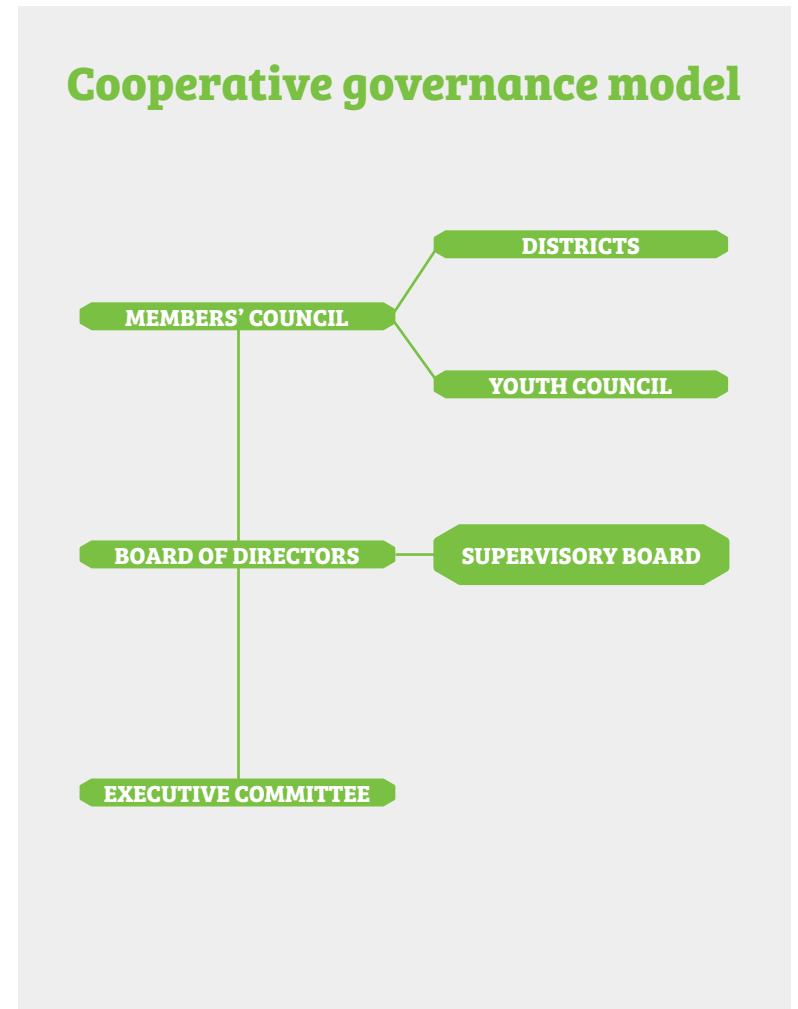 Cooperative governance model
DISTRICTS
MEMBERS’ COUNCIL
YOUTH COUNCIL
BOARD OF DIRECTORS
SUPERVISORY BOARD
EXECUTIVE COMMITTEE